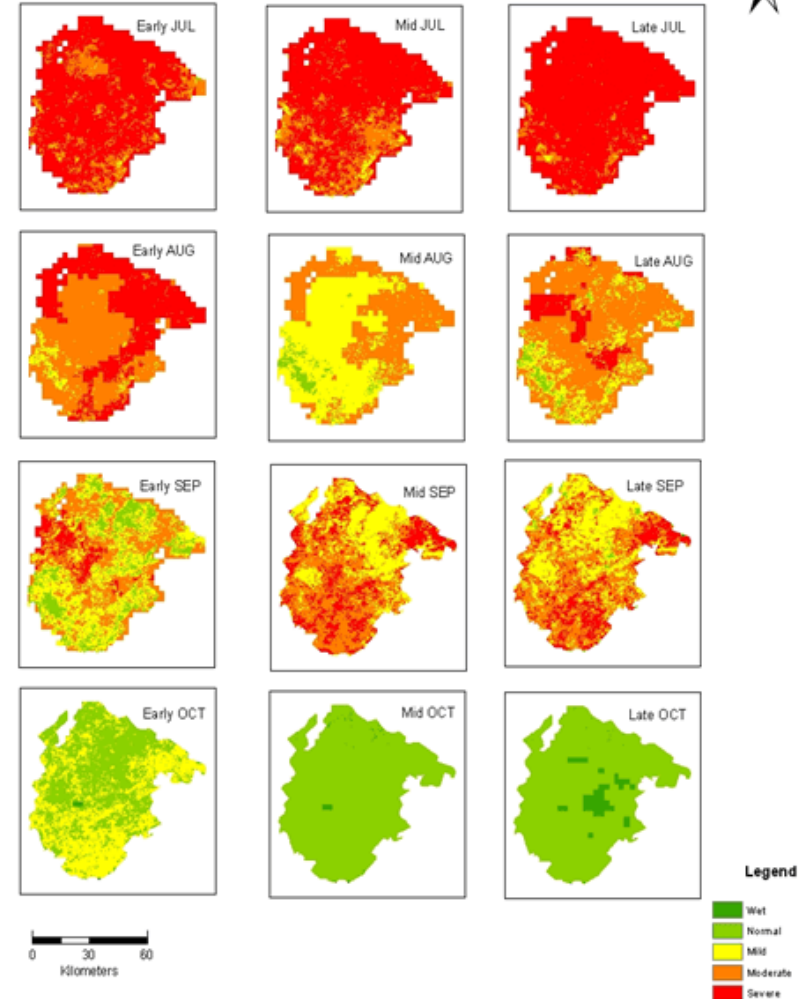 Early JUL
Mid JUL
Late JUL
Early AUG
Mid AUG
Late AUG
Early SEP
Mid SEP
Late SEP
Early OCT
Mid OCT
Late OCT
Legend
Wet
Normal
Mild
Moderate
Severe
0 30 60
Kilometers